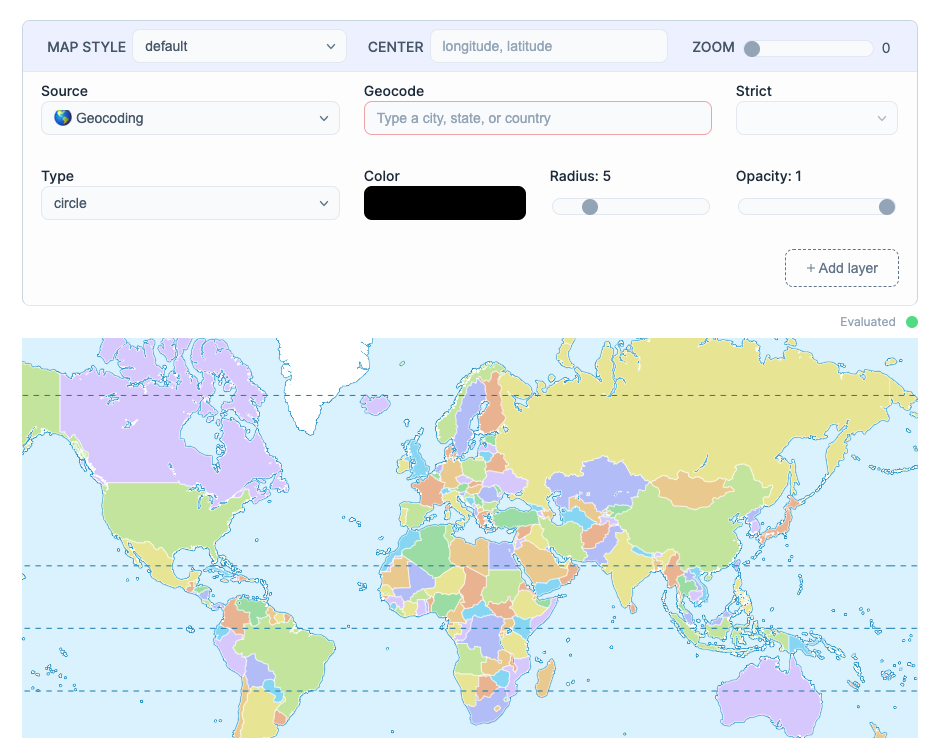 MAP STYLE default CENTER longitude, latitude ZOOM 0
Source Geocode Strict
Geocoding Type a city, state, or country
Type Color Radius: 5 Opacity: 1
circle
+ Add layer
Evaluated